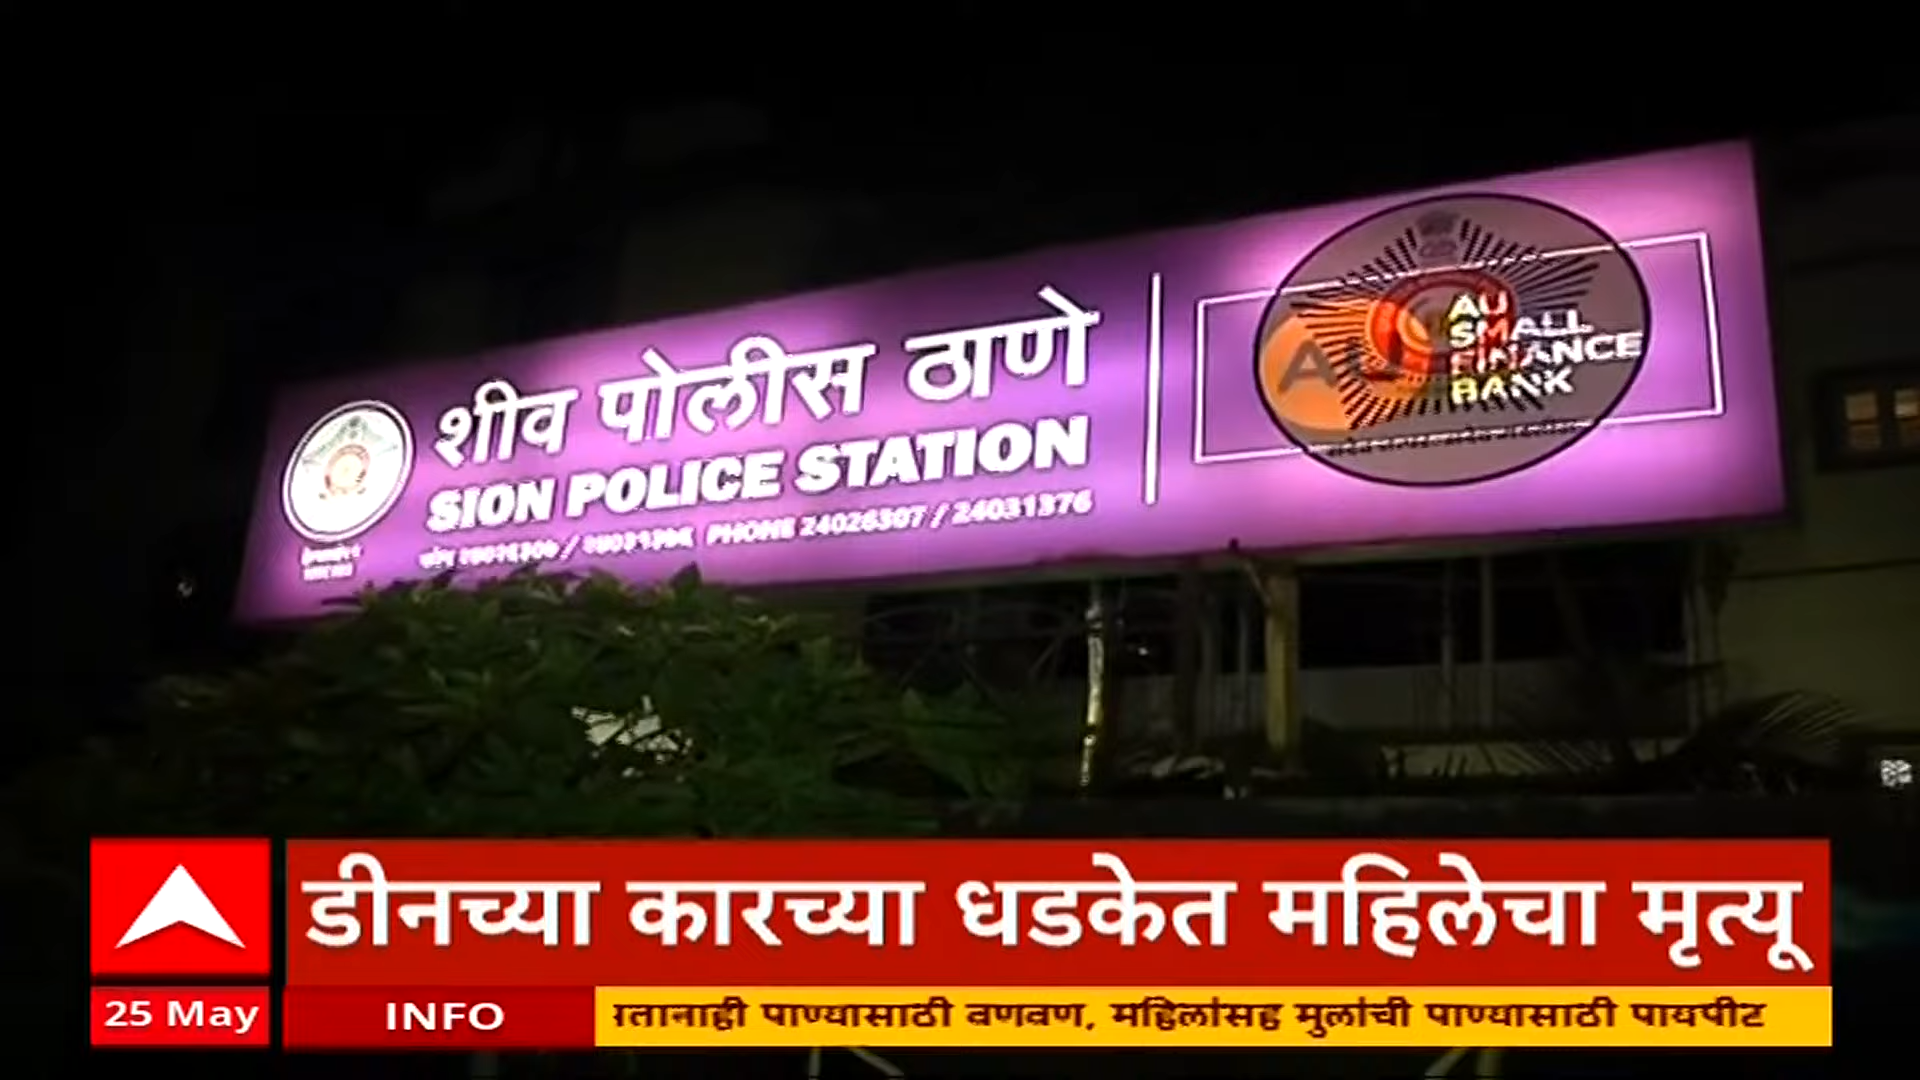 शीव पोलीस ठाणे
SION POLICE STATION
PHONE 24026307 / 24031376
AU
SMALL
FINANCE
BANK
डीनच्या कारच्या धडकेत महिलेचा मृत्यू
25 May
INFO
पाण्यासाठी वणवण, महिलांसह मुलांची पाण्यासाठी पायपीट